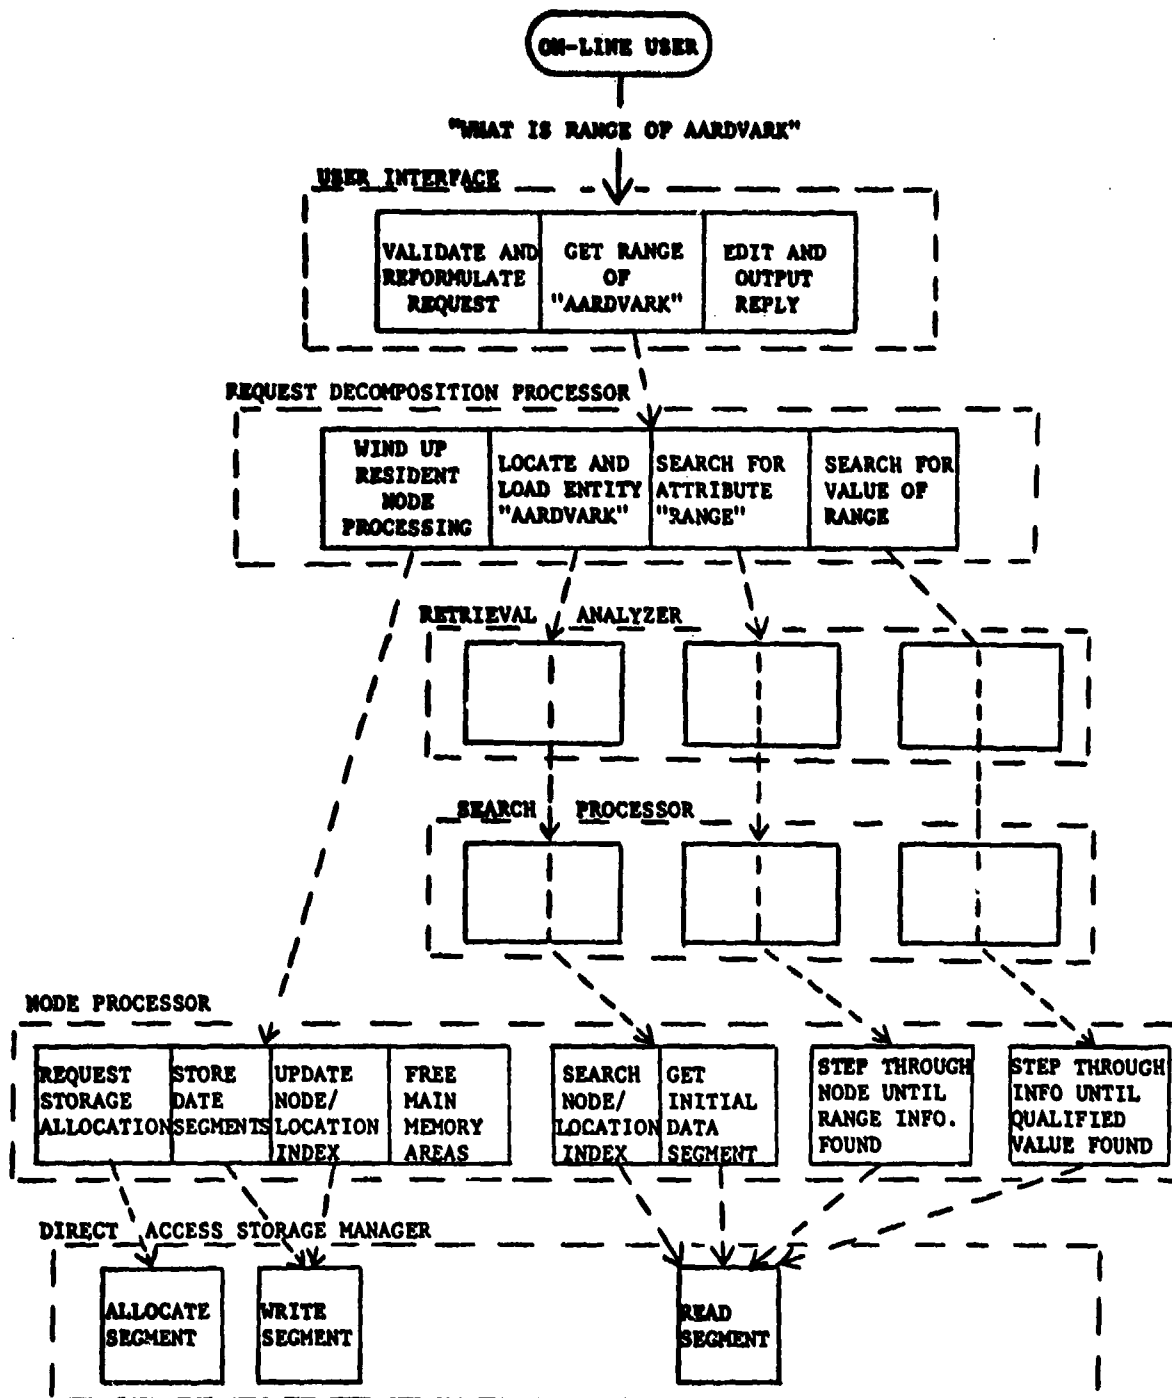 ON-LINE USER
"WHAT IS RANGE OF AARDVARK"
USER INTERFACE
VALIDATE AND
REFORMULATE
REQUEST
GET RANGE
OF
"AARDVARK"
EDIT AND
OUTPUT
REPLY
REQUEST DECOMPOSITION PROCESSOR
WIND UP
RESIDENT
NODE
PROCESSING
LOCATE AND
LOAD ENTITY
"AARDVARK"
SEARCH FOR
ATTRIBUTE
"RANGE"
SEARCH FOR
VALUE OF
RANGE
RETRIEVAL ANALYZER
SEARCH PROCESSOR
NODE PROCESSOR
REQUEST
STORAGE
ALLOCATION
STORE
DATE
SEGMENTS
UPDATE
NODE/
LOCATION
INDEX
FREE
MAIN
MEMORY
AREAS
SEARCH
NODE/
LOCATION
INDEX
GET
INITIAL
DATA
SEGMENT
STEP THROUGH
NODE UNTIL
RANGE INFO.
FOUND
STEP THROUGH
INFO UNTIL
QUALIFIED
VALUE FOUND
DIRECT ACCESS STORAGE MANAGER
ALLOCATE
SEGMENT
WRITE
SEGMENT
READ
SEGMENT